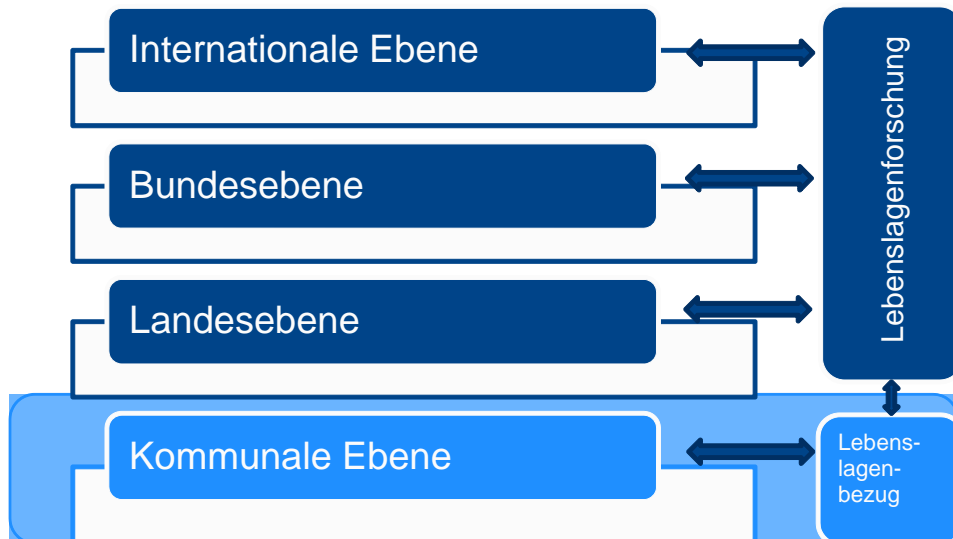 Internationale Ebene
Bundesebene
Landesebene
Kommunale Ebene
Lebenslagenforschung
Lebens-
lagen-
bezug